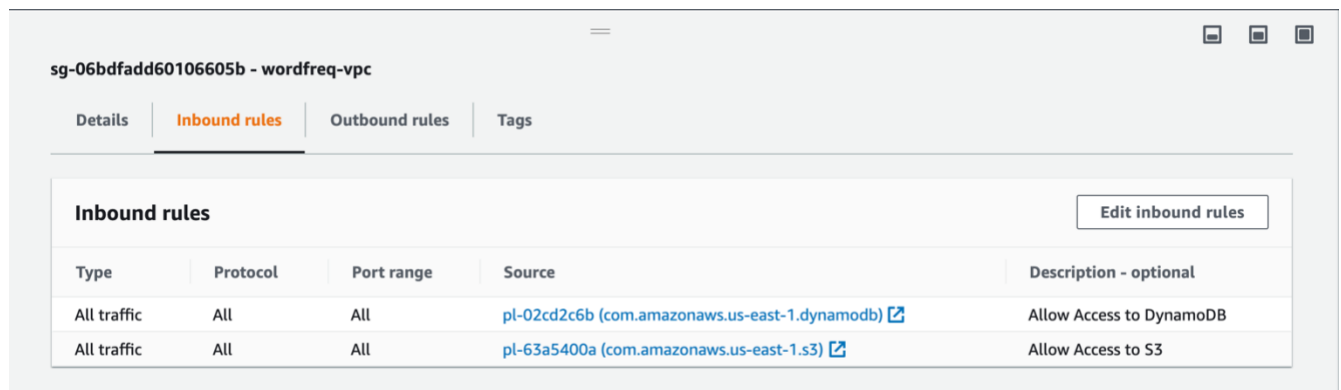 sg-06bdfadd60106605b - wordfreq-vpc
Details Inbound rules Outbound rules Tags
Inbound rules Edit inbound rules
Type Protocol Port range Source Description - optional
All traffic All All pl-02cd2c6b (com.amazonaws.us-east-1.dynamodb) Allow Access to DynamoDB
All traffic All All pl-63a5400a (com.amazonaws.us-east-1.s3) Allow Access to S3